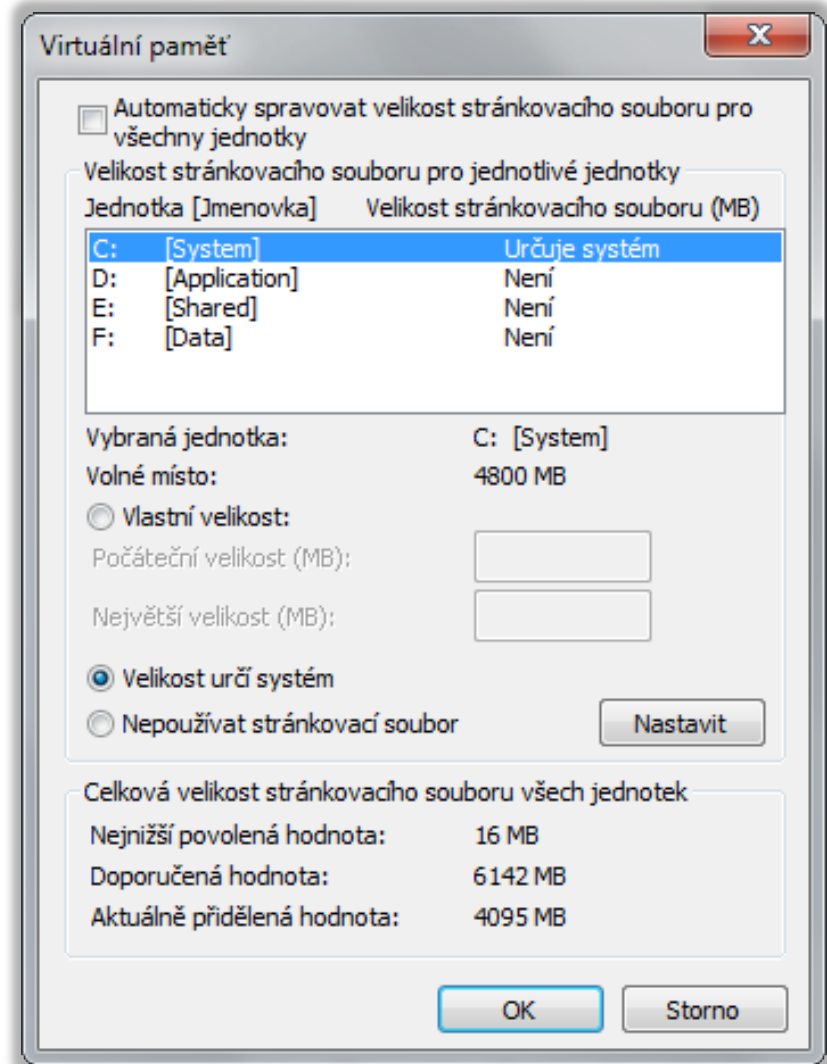 Virtuální paměť
Automaticky spravovat velikost stránkovacího souboru pro
všechny jednotky
Velikost stránkovacího souboru pro jednotlivé jednotky
Jednotka [Jmenovka] Velikost stránkovacího souboru (MB)
C: [System] Určuje systém
D: [Application] Není
E: [Shared] Není
F: [Data] Není
Vybraná jednotka: C: [System]
Volné místo: 4800 MB
Vlastní velikost:
Počáteční velikost (MB):
Největší velikost (MB):
Velikost určí systém
Nepoužívat stránkovací soubor Nastavit
Celková velikost stránkovacího souboru všech jednotek
Nejnižší povolená hodnota: 16 MB
Doporučená hodnota: 6142 MB
Aktuálně přidělená hodnota: 4095 MB
OK Storno